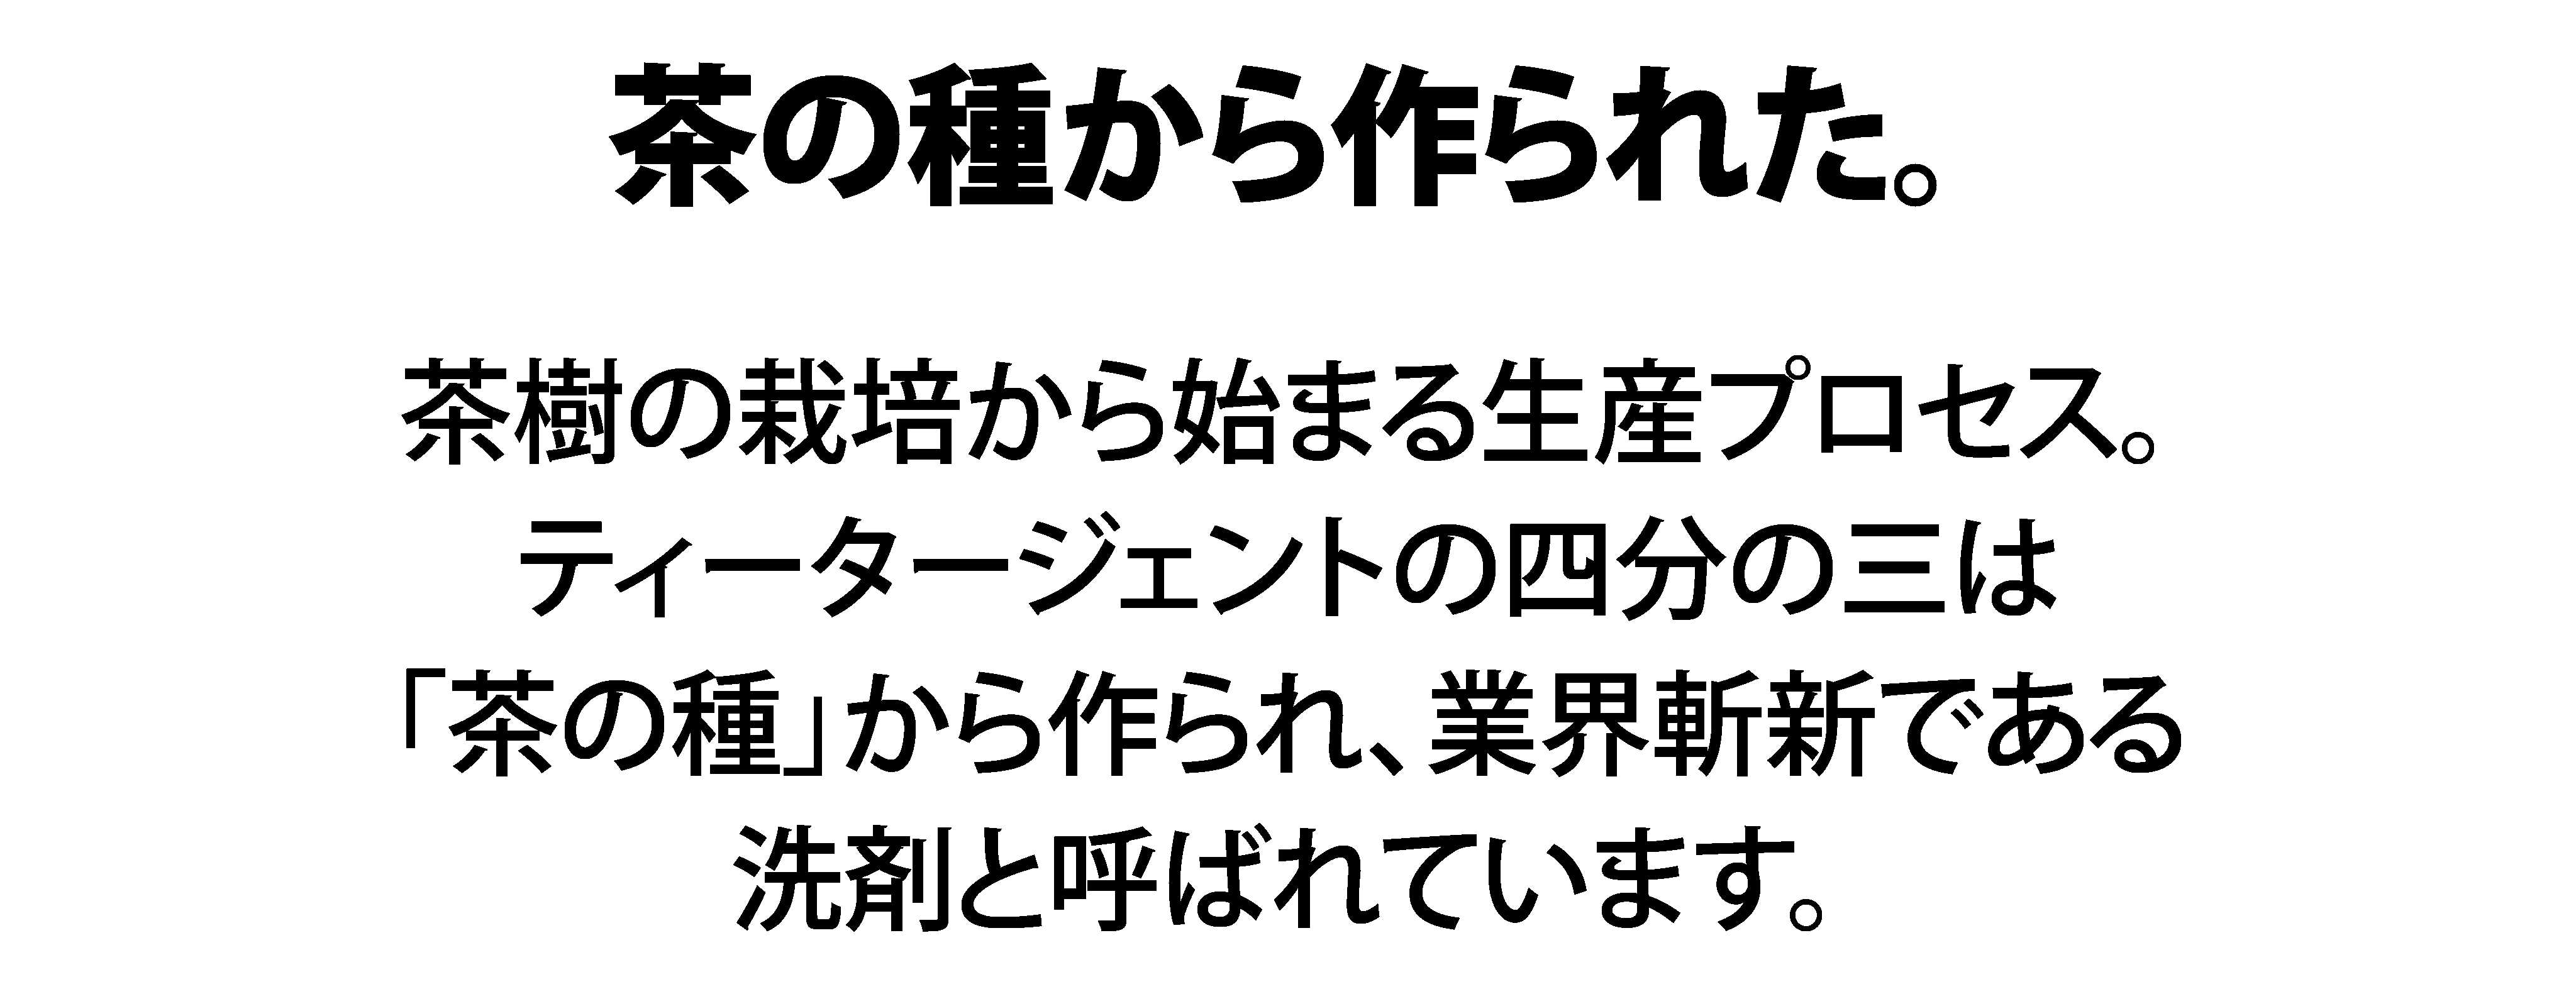 茶の種から作られた。
茶樹の栽培から始まる生産プロセス。
ティータージェントの四分の三は
「茶の種」から作られ、業界斬新である
洗剤と呼ばれています。